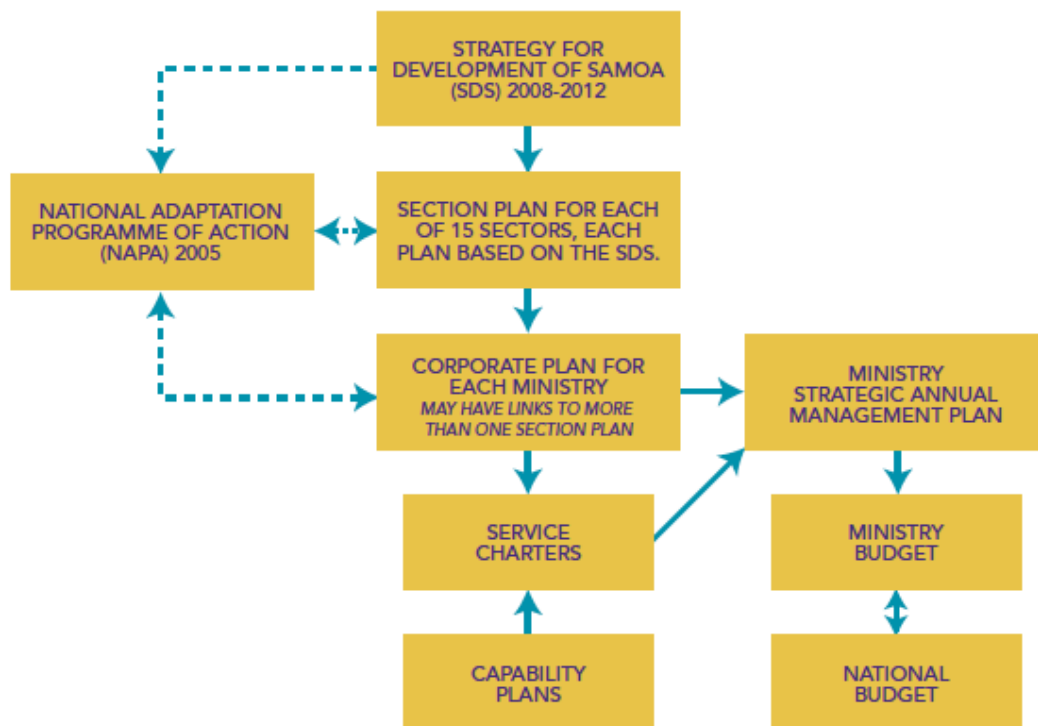 STRATEGY FOR
DEVELOPMENT OF SAMOA
(SDS) 2008-2012
NATIONAL ADAPTATION
PROGRAMME OF ACTION
(NAPA) 2005
SECTION PLAN FOR EACH
OF 15 SECTORS, EACH
PLAN BASED ON THE SDS.
CORPORATE PLAN FOR
EACH MINISTRY
MAY HAVE LINKS TO MORE
THAN ONE SECTION PLAN
MINISTRY
STRATEGIC ANNUAL
MANAGEMENT PLAN
SERVICE
CHARTERS
MINISTRY
BUDGET
CAPABILITY
PLANS
NATIONAL
BUDGET